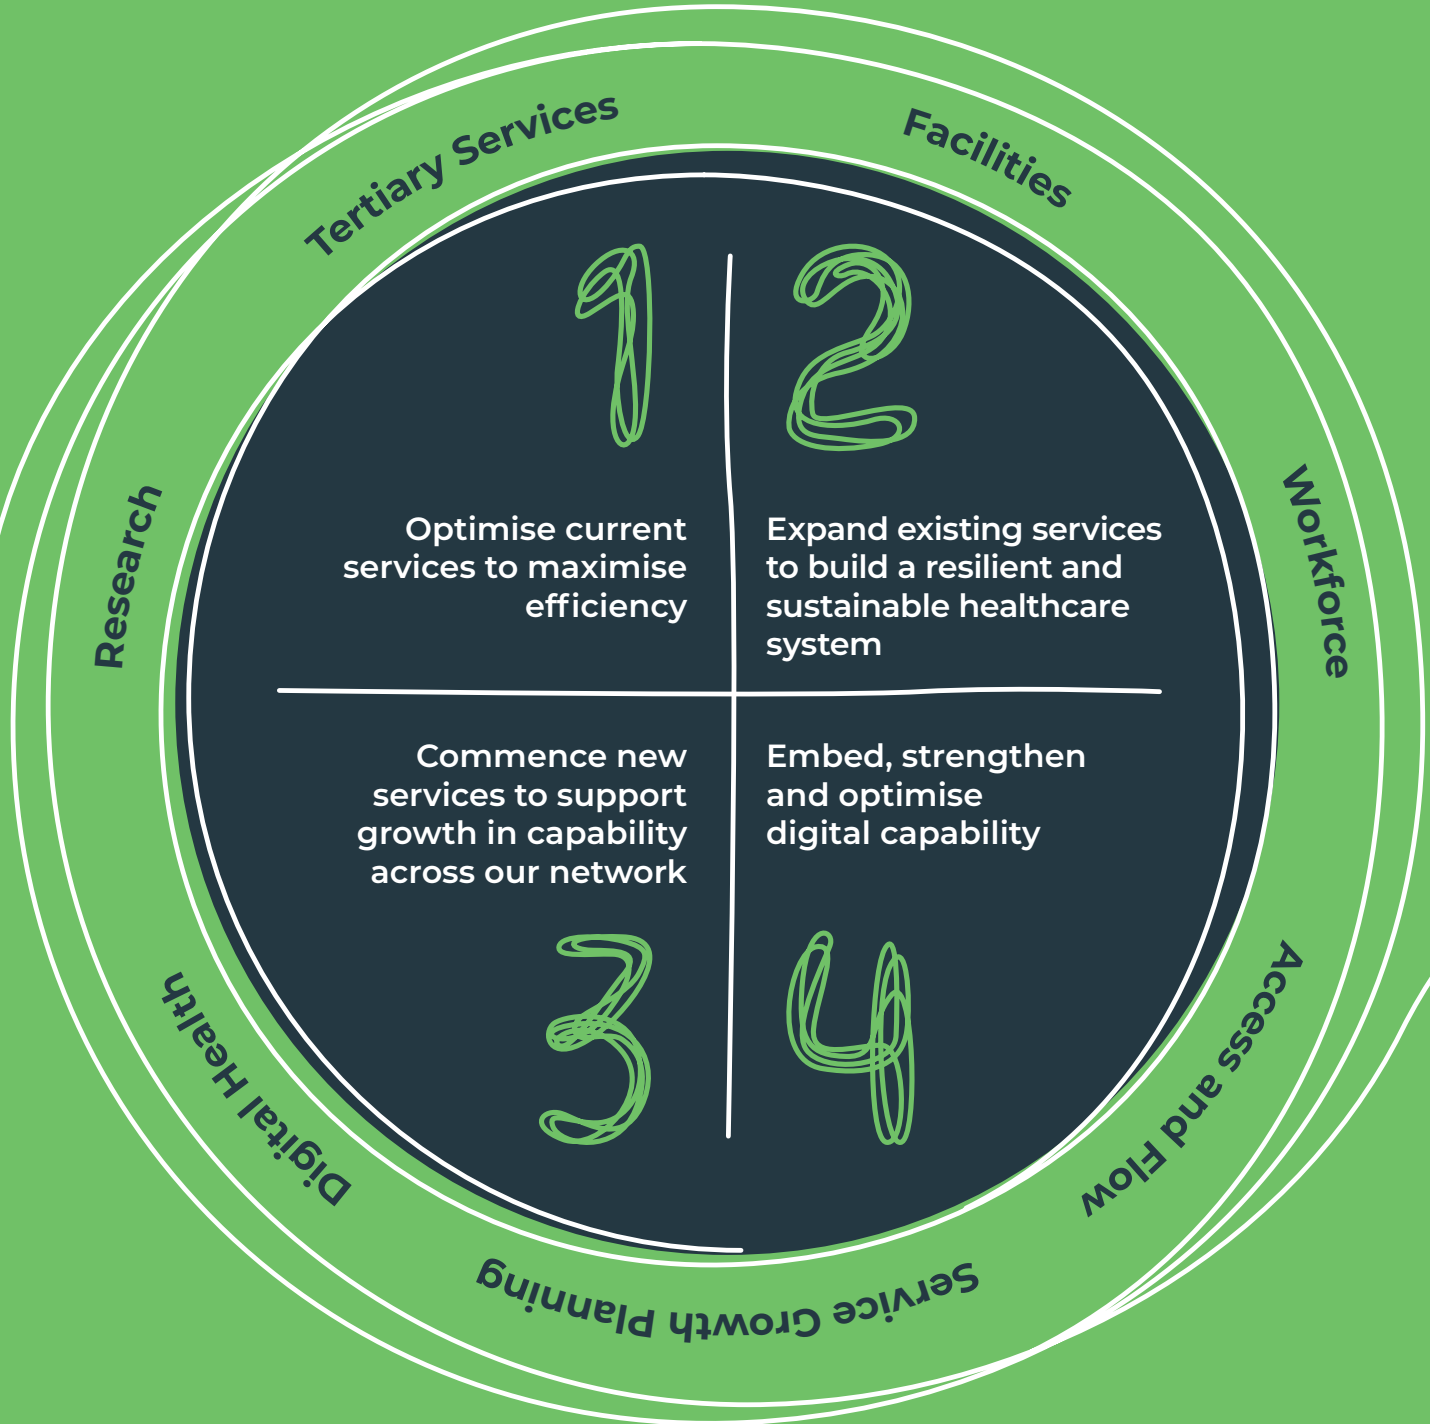 Tertiary Services
Facilities
Workforce
Access and Flow
Service Growth Planning
Digital Health
Research
1
Optimise current
services to maximise
efficiency
2
Expand existing services
to build a resilient and
sustainable healthcare
system
Commence new
services to support
growth in capability
across our network
3
Embed, strengthen
and optimise
digital capability
4